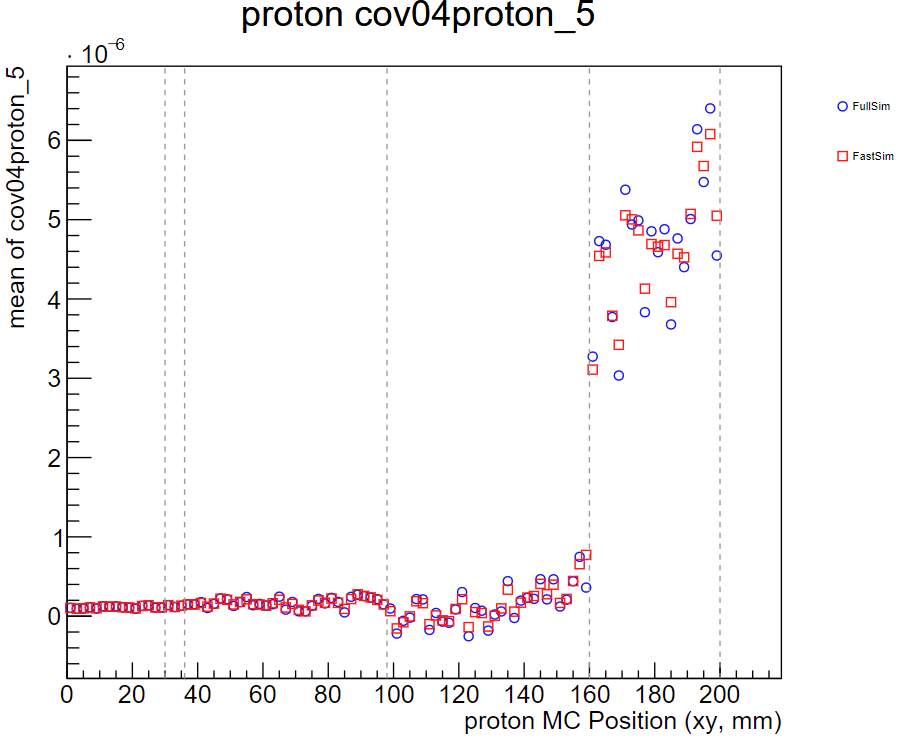 proton cov04proton_5
· 10⁻⁶
mean of cov04proton_5
6
5
4
3
2
1
0
0 20 40 60 80 100 120 140 160 180 200
proton MC Position (xy, mm)
FullSim
FastSim